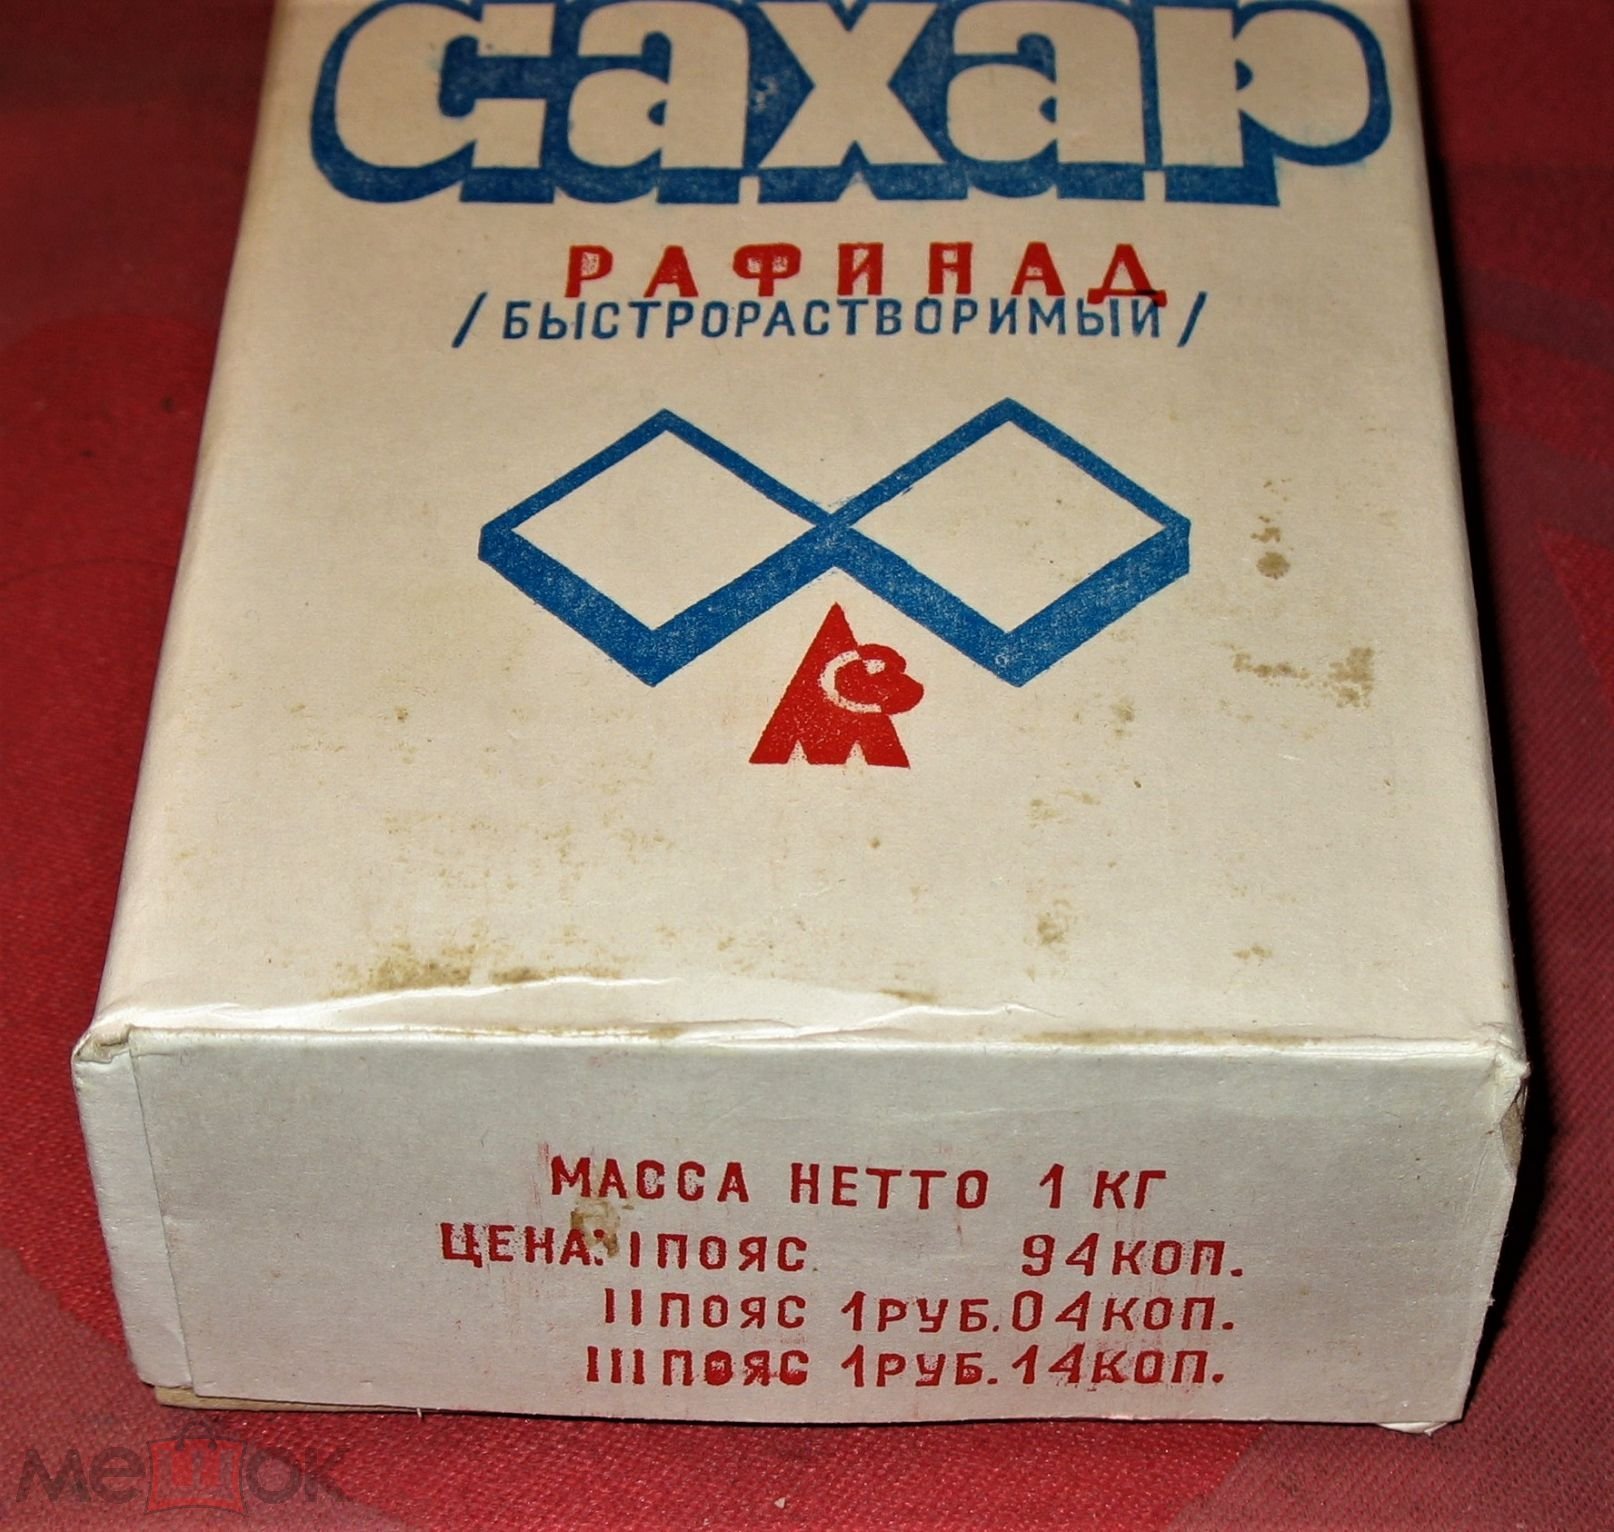 сахар
РАФИНАД
/БЫСТРОРАСТВОРИМЫЙ/
МАССА НЕТТО 1 КГ
ЦЕНА: I ПОЯС 94 КОП.
II ПОЯС 1 РУБ. 04 КОП.
III ПОЯС 1 РУБ. 14 КОП.
мешок